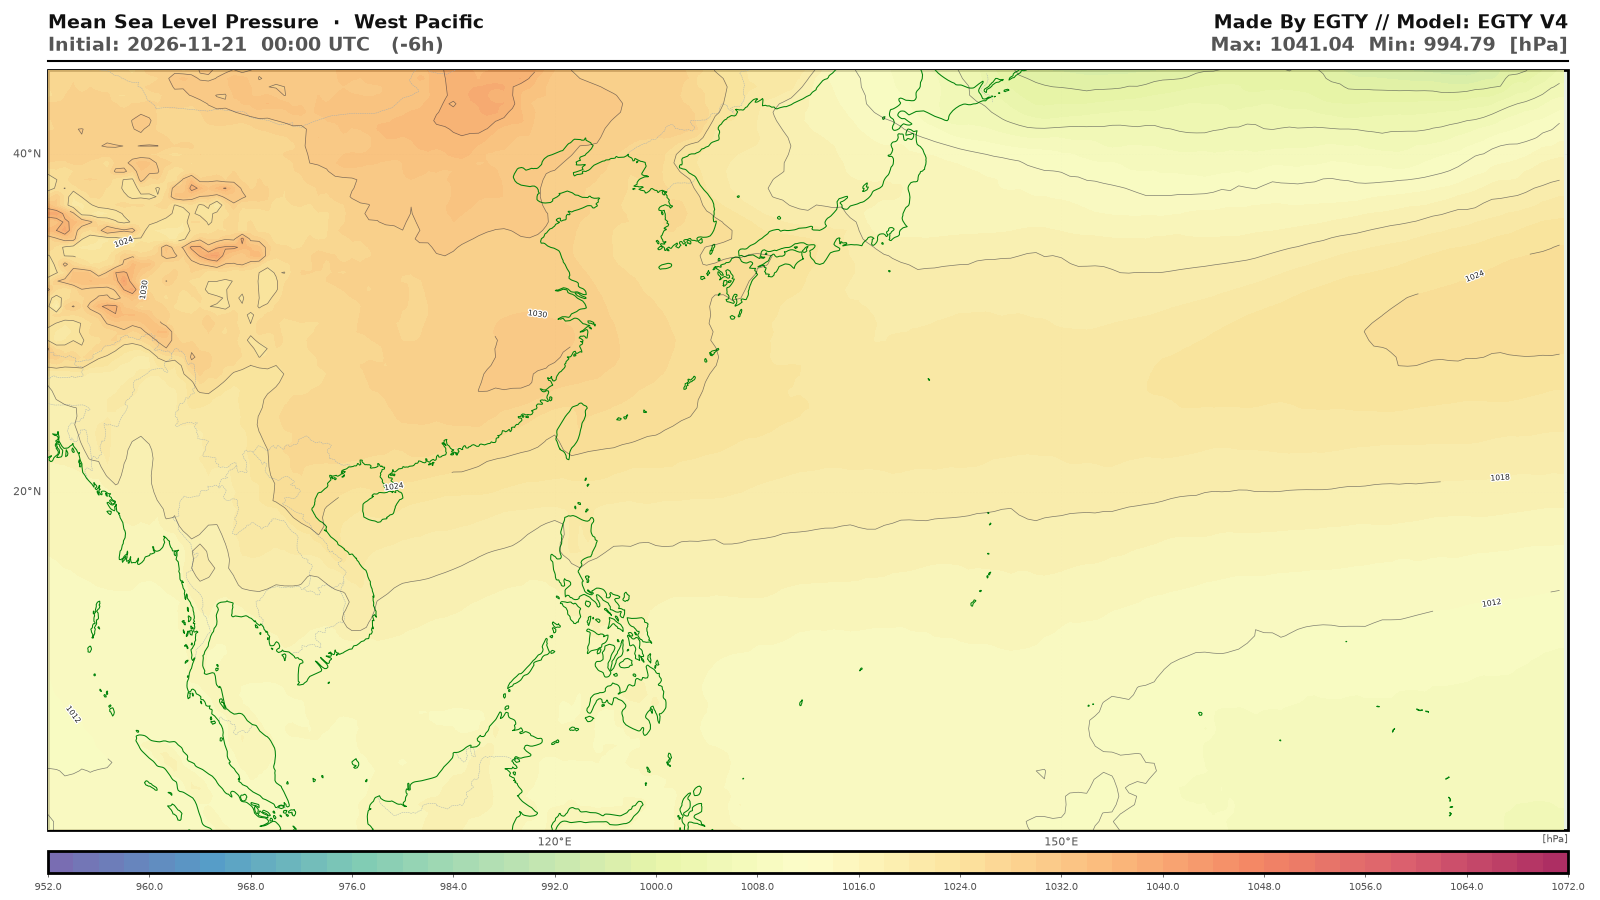 Mean Sea Level Pressure · West Pacific
Made By EGTY // Model: EGTY V4
Initial: 2026-11-21 00:00 UTC (-6h)
Max: 1041.04 Min: 994.79 [hPa]
40°N
1024
1030
1024
1030
1024
20°N
1018
1012
1012
120°E
150°E
[hPa]
952.0 960.0 968.0 976.0 984.0 992.0 1000.0 1008.0 1016.0 1024.0 1032.0 1040.0 1048.0 1056.0 1064.0 1072.0